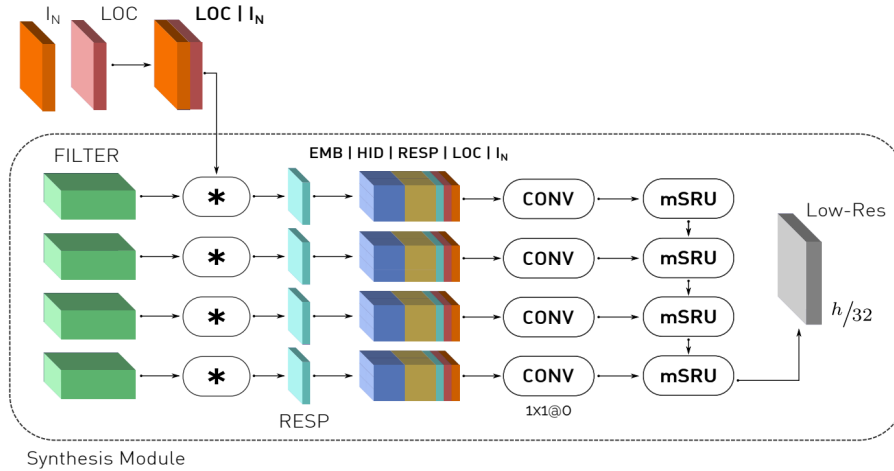 I_N LOC LOC | I_N
FILTER
EMB | HID | RESP | LOC | I_N
* CONV mSRU
Low-Res
* CONV mSRU
* CONV mSRU
h/32
* CONV mSRU
RESP
1X1@O
Synthesis Module